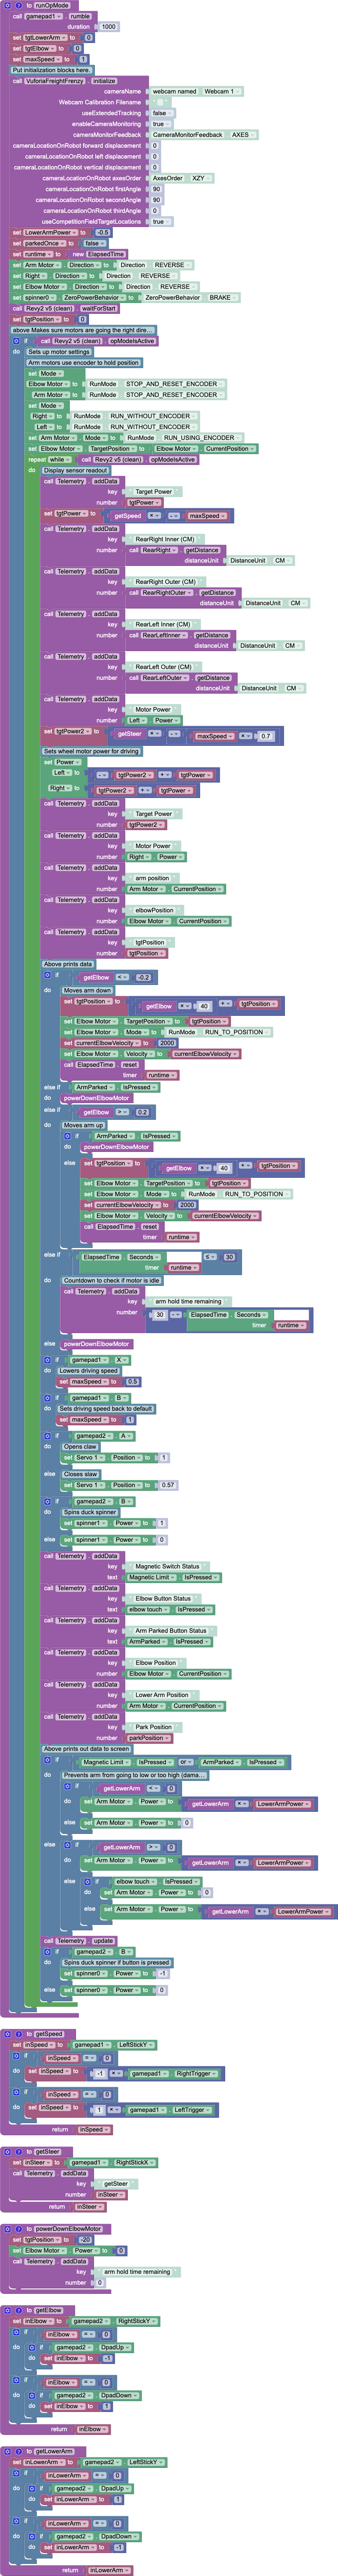 to runOpMode
call gamepad1 . rumble
duration 1000
set tgtLowerArm to 0
set tgtElbow to 0
set maxSpeed to 1
Put initialization blocks here.
call VuforiaFreightFrenzy . initialize
cameraName webcam named Webcam 1
Webcam Calibration Filename " "
useExtendedTracking false
enableCameraMonitoring true
cameraMonitorFeedback CameraMonitorFeedback . AXES
cameraLocationOnRobot forward displacement 0
cameraLocationOnRobot left displacement 0
cameraLocationOnRobot vertical displacement 0
cameraLocationOnRobot axesOrder AxesOrder . XZY
cameraLocationOnRobot firstAngle 90
cameraLocationOnRobot secondAngle 90
cameraLocationOnRobot thirdAngle 0
useCompetitionFieldTargetLocations true
set LowerArmPower to -0.5
set parkedOnce to false
set runtime to new ElapsedTime
set Arm Motor . Direction to Direction . REVERSE
set Right . Direction to Direction . REVERSE
set Elbow Motor . Direction to Direction . REVERSE
set spinner0 . ZeroPowerBehavior to ZeroPowerBehavior . BRAKE
call Revy2 v5 (clean) . waitForStart
set tgtPosition to 0
above Makes sure motors are going the right dire...
if call Revy2 v5 (clean) . opModeIsActive
do Sets up motor settings
Arm motors use encoder to hold position
set Mode
Elbow Motor to RunMode . STOP_AND_RESET_ENCODER
Arm Motor to RunMode . STOP_AND_RESET_ENCODER
set Mode
Right to RunMode . RUN_WITHOUT_ENCODER
Left to RunMode . RUN_WITHOUT_ENCODER
set Arm Motor . Mode to RunMode . RUN_USING_ENCODER
set Elbow Motor . TargetPosition to Elbow Motor . CurrentPosition
repeat while call Revy2 v5 (clean) . opModeIsActive
do Display sensor readout
call Telemetry . addData
key " Target Power "
number tgtPower
set tgtPower to getSpeed × - maxSpeed
call Telemetry . addData
key " RearRight Inner (CM) "
number call RearRight . getDistance
distanceUnit DistanceUnit . CM
call Telemetry . addData
key " RearRight Outer (CM) "
number call RearRightOuter . getDistance
distanceUnit DistanceUnit . CM
call Telemetry . addData
key " RearLeft Inner (CM) "
number call RearLeftInner . getDistance
distanceUnit DistanceUnit . CM
call Telemetry . addData
key " RearLeft Outer (CM) "
number call RearLeftOuter . getDistance
distanceUnit DistanceUnit . CM
call Telemetry . addData
key " Motor Power "
number Left . Power
set tgtPower2 to getSteer × - maxSpeed × 0.7
Sets wheel motor power for driving
set Power
Left to - tgtPower2 + tgtPower
Right to tgtPower2 + tgtPower
call Telemetry . addData
key " Target Power "
number tgtPower2
call Telemetry . addData
key " Motor Power "
number Right . Power
call Telemetry . addData
key " arm position "
number Arm Motor . CurrentPosition
call Telemetry . addData
key " elbowPosition "
number Elbow Motor . CurrentPosition
call Telemetry . addData
key " tgtPosition "
number tgtPosition
Above prints data
if getElbow < -0.2
do Moves arm down
set tgtPosition to getElbow × 40 + tgtPosition
set Elbow Motor . TargetPosition to tgtPosition
set Elbow Motor . Mode to RunMode . RUN_TO_POSITION
set currentElbowVelocity to 2000
set Elbow Motor . Velocity to currentElbowVelocity
call ElapsedTime . reset
timer runtime
else if ArmParked . IsPressed
do powerDownElbowMotor
else if getElbow > 0.2
do Moves arm up
if ArmParked . IsPressed
do powerDownElbowMotor
else set tgtPosition to getElbow × 40 + tgtPosition
set Elbow Motor . TargetPosition to tgtPosition
set Elbow Motor . Mode to RunMode . RUN_TO_POSITION
set currentElbowVelocity to 2000
set Elbow Motor . Velocity to currentElbowVelocity
call ElapsedTime . reset
timer runtime
else if ElapsedTime . Seconds ≤ 30
timer runtime
do Countdown to check if motor is idle
call Telemetry . addData
key " arm hold time remaining "
number 30 - ElapsedTime . Seconds
timer runtime
else powerDownElbowMotor
if gamepad1 . X
do Lowers driving speed
set maxSpeed to 0.5
if gamepad1 . B
do Sets driving speed back to default
set maxSpeed to 1
if gamepad2 . A
do Opens claw
set Servo 1 . Position to 1
else Closes slaw
set Servo 1 . Position to 0.57
if gamepad2 . B
do Spins duck spinner
set spinner1 . Power to 1
else set spinner1 . Power to 0
call Telemetry . addData
key " Magnetic Switch Status "
text Magnetic Limit . IsPressed
call Telemetry . addData
key " Elbow Button Status "
text elbow touch . IsPressed
call Telemetry . addData
key " Arm Parked Button Status "
text ArmParked . IsPressed
call Telemetry . addData
key " Elbow Position "
number Elbow Motor . CurrentPosition
call Telemetry . addData
key " Lower Arm Position "
number Arm Motor . CurrentPosition
call Telemetry . addData
key " Park Position "
number parkPosition
Above prints out data to screen
if Magnetic Limit . IsPressed or ArmParked . IsPressed
do Prevents arm from going to low or too high (dama...
if getLowerArm < 0
do set Arm Motor . Power to getLowerArm × LowerArmPower
else set Arm Motor . Power to 0
else if getLowerArm > 0
do set Arm Motor . Power to getLowerArm × LowerArmPower
else if elbow touch . IsPressed
do set Arm Motor . Power to 0
else set Arm Motor . Power to getLowerArm × LowerArmPower
call Telemetry . update
if gamepad2 . B
do Spins duck spinner if button is pressed
set spinner0 . Power to -1
else set spinner0 . Power to 0
to getSpeed
set inSpeed to gamepad1 . LeftStickY
if inSpeed = 0
do set inSpeed to -1 × gamepad1 . RightTrigger
if inSpeed = 0
do set inSpeed to 1 × gamepad1 . LeftTrigger
return inSpeed
to getSteer
set inSteer to gamepad1 . RightStickX
call Telemetry . addData
key " getSteer "
number inSteer
return inSteer
to powerDownElbowMotor
set tgtPosition to -20
set Elbow Motor . Power to 0
call Telemetry . addData
key " arm hold time remaining "
number 0
to getElbow
set inElbow to gamepad2 . RightStickY
if inElbow = 0
do if gamepad2 . DpadUp
do set inElbow to -1
if inElbow = 0
do if gamepad2 . DpadDown
do set inElbow to 1
return inElbow
to getLowerArm
set inLowerArm to gamepad2 . LeftStickY
if inLowerArm = 0
do if gamepad2 . DpadUp
do set inLowerArm to 1
if inLowerArm = 0
do if gamepad2 . DpadDown
do set inLowerArm to -1
return inLowerArm